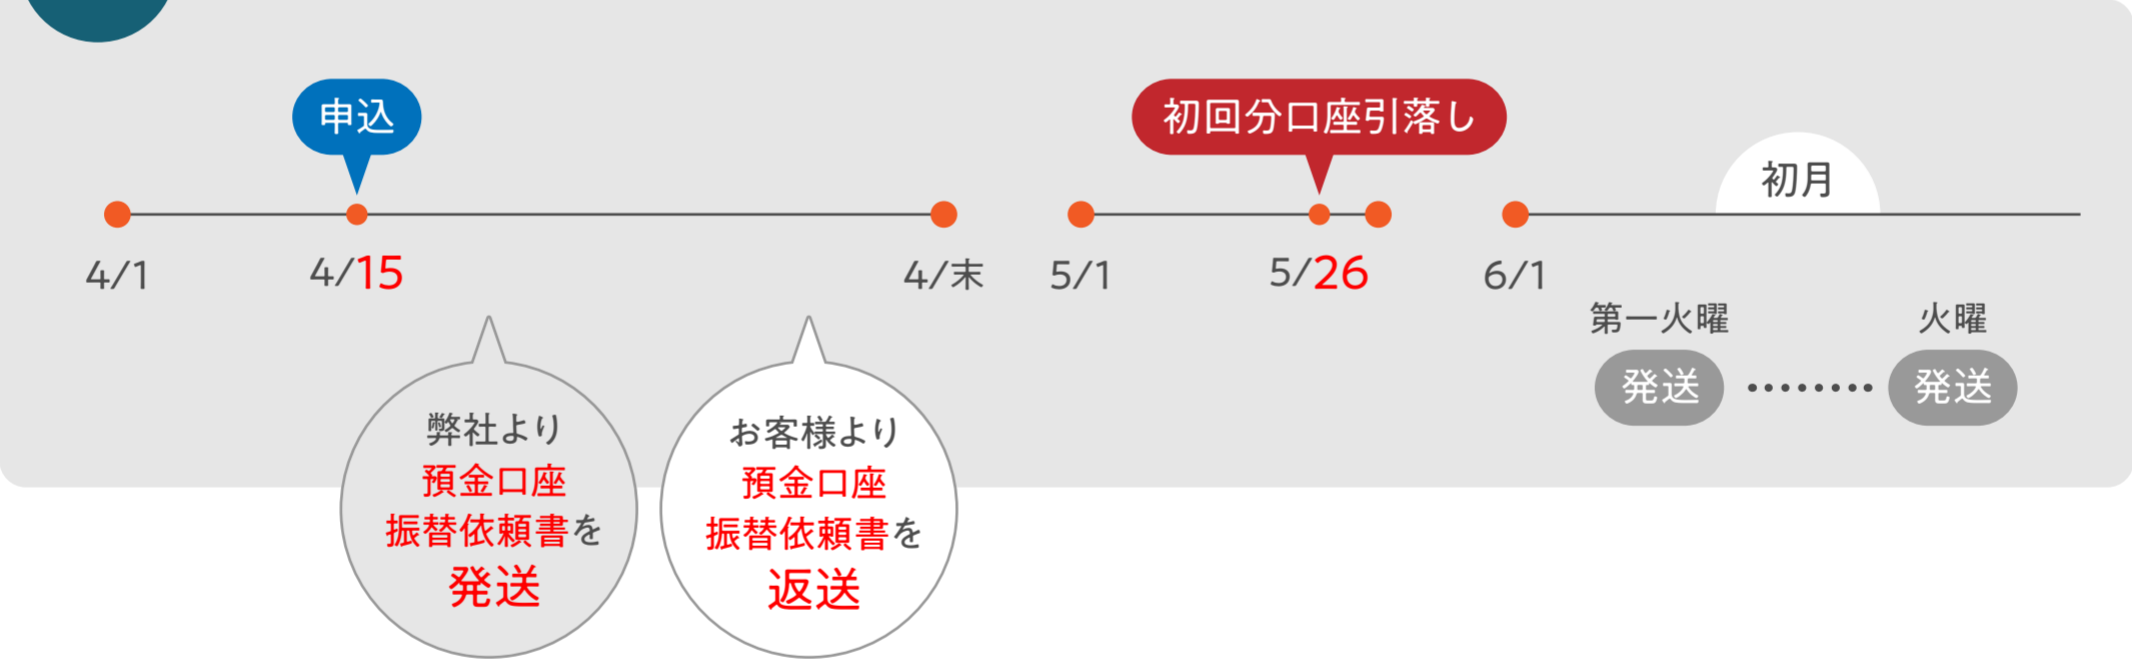 申込
初回分口座引落し
初月
4/1
4/15
4/末
5/1
5/26
6/1
第一火曜
火曜
発送
発送
弊社より
預金口座
振替依頼書を
発送
お客様より
預金口座
振替依頼書を
返送